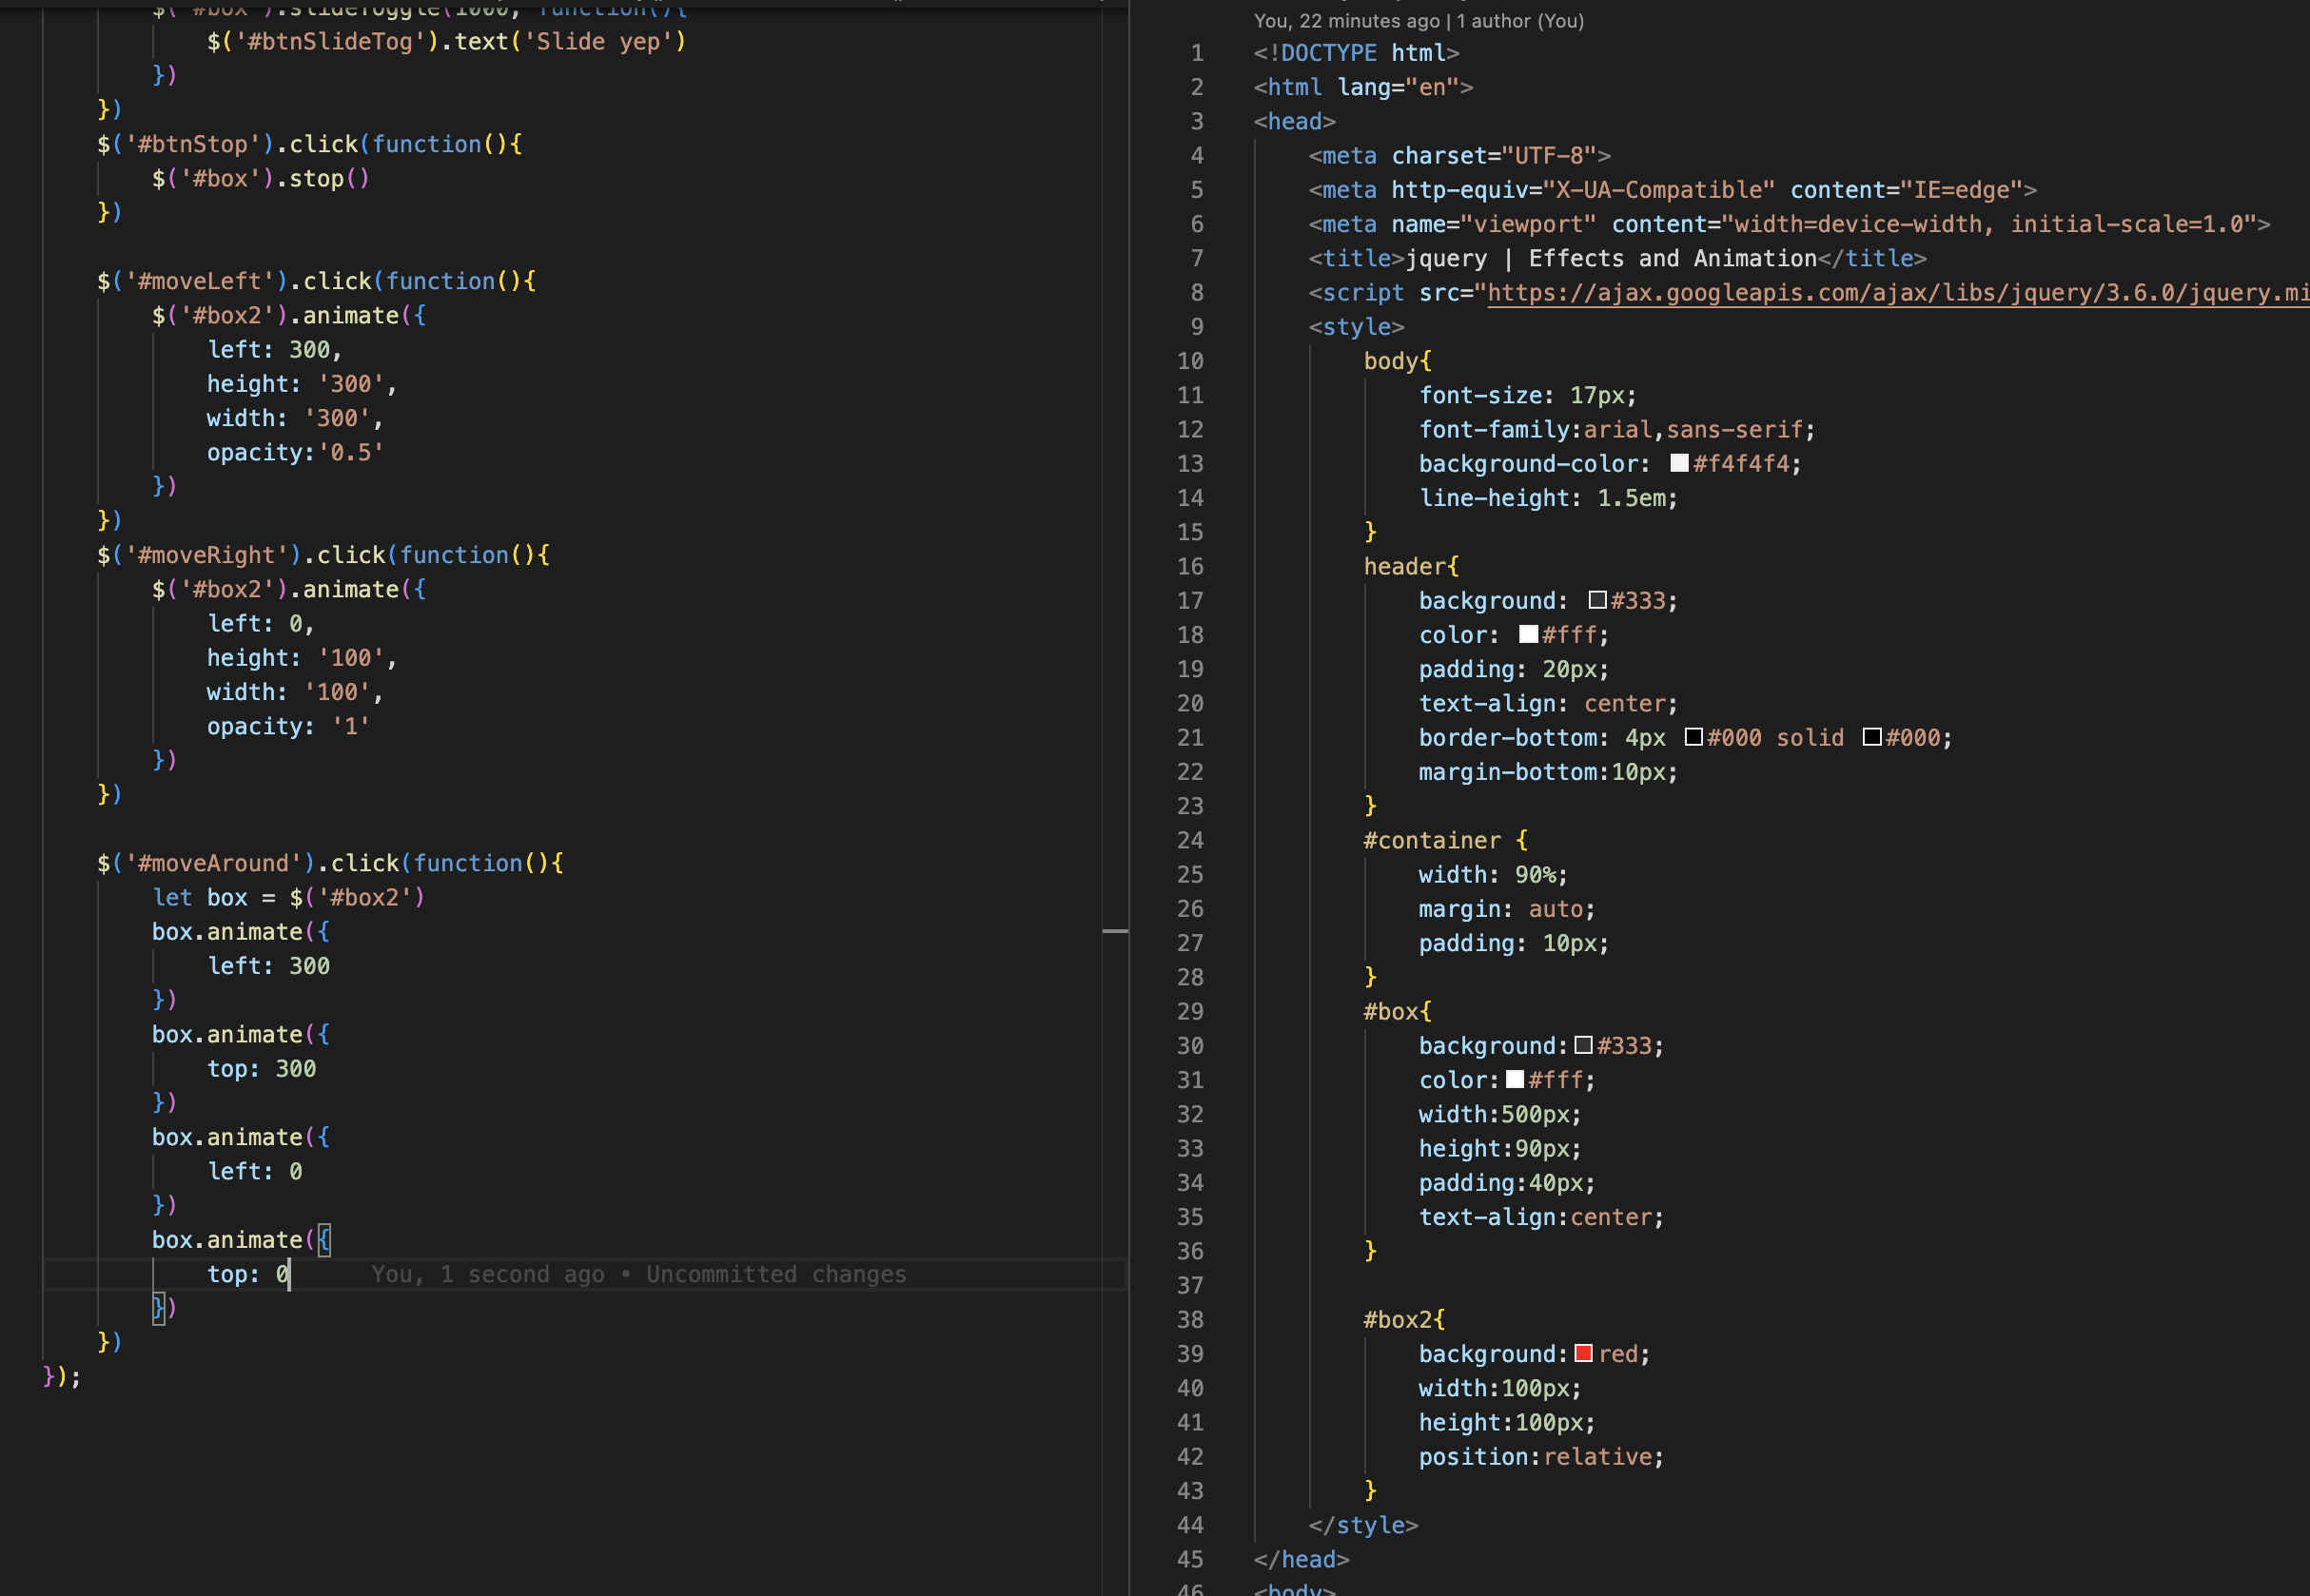 $('#box').slideToggle(1000, function(){
$('#btnSlideTog').text('Slide yep')
})
})
$('#btnStop').click(function(){
$('#box').stop()
})
$('#moveLeft').click(function(){
$('#box2').animate({
left: 300,
height: '300',
width: '300',
opacity:'0.5'
})
})
$('#moveRight').click(function(){
$('#box2').animate({
left: 0,
height: '100',
width: '100',
opacity: '1'
})
})
$('#moveAround').click(function(){
let box = $('#box2')
box.animate({
left: 300
})
box.animate({
top: 300
})
box.animate({
left: 0
})
box.animate({
top: 0 You, 1 second ago • Uncommitted changes
})
})
});
You, 22 minutes ago | 1 author (You)
1 <!DOCTYPE html>
2 <html lang="en">
3 <head>
4 <meta charset="UTF-8">
5 <meta http-equiv="X-UA-Compatible" content="IE=edge">
6 <meta name="viewport" content="width=device-width, initial-scale=1.0">
7 <title>jquery | Effects and Animation</title>
8 <script src="https://ajax.googleapis.com/ajax/libs/jquery/3.6.0/jquery.mi
9 <style>
10 body{
11 font-size: 17px;
12 font-family:arial,sans-serif;
13 background-color: #f4f4f4;
14 line-height: 1.5em;
15 }
16 header{
17 background: #333;
18 color: #fff;
19 padding: 20px;
20 text-align: center;
21 border-bottom: 4px #000 solid #000;
22 margin-bottom:10px;
23 }
24 #container {
25 width: 90%;
26 margin: auto;
27 padding: 10px;
28 }
29 #box{
30 background:#333;
31 color:#fff;
32 width:500px;
33 height:90px;
34 padding:40px;
35 text-align:center;
36 }
37
38 #box2{
39 background:red;
40 width:100px;
41 height:100px;
42 position:relative;
43 }
44 </style>
45 </head>
46 <body>